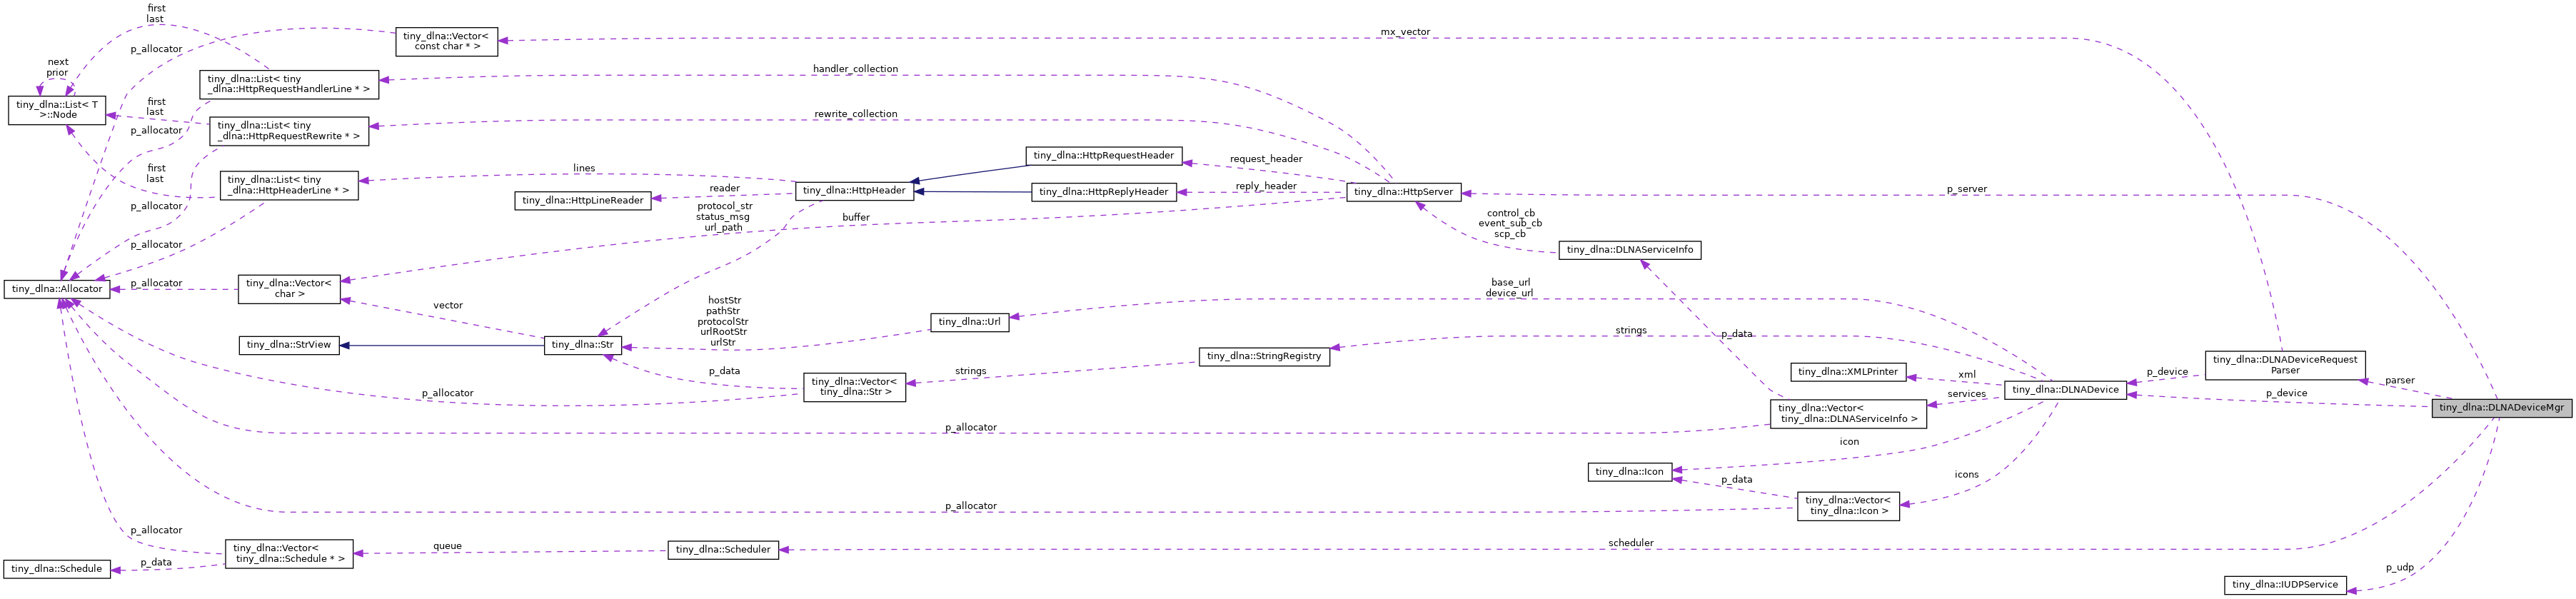 first
last
tiny_dlna::Vector<
const char * >
mx_vector
p_allocator
next
prior
tiny_dlna::List< tiny
_dlna::HttpRequestHandlerLine * >
handler_collection
tiny_dlna::List< T
>::Node
first
last
tiny_dlna::List< tiny
_dlna::HttpRequestRewrite * >
rewrite_collection
p_allocator
first
last
tiny_dlna::List< tiny
_dlna::HttpHeaderLine * >
lines
reader
tiny_dlna::HttpLineReader
tiny_dlna::HttpHeader
tiny_dlna::HttpRequestHeader
tiny_dlna::HttpReplyHeader
request_header
reply_header
tiny_dlna::HttpServer
p_server
p_allocator
protocol_str
status_msg
url_path
buffer
control_cb
event_sub_cb
scp_cb
tiny_dlna::DLNAServiceInfo
p_allocator
tiny_dlna::Allocator
p_allocator
tiny_dlna::Vector<
char >
vector
hostStr
pathStr
protocolStr
urlRootStr
urlStr
tiny_dlna::Url
base_url
device_url
tiny_dlna::StrView
tiny_dlna::Str
strings
p_data
tiny_dlna::StringRegistry
p_data
strings
tiny_dlna::Vector<
tiny_dlna::Str >
p_allocator
tiny_dlna::XMLPrinter
xml
services
tiny_dlna::DLNADevice
p_device
tiny_dlna::DLNADeviceRequest
Parser
parser
p_device
tiny_dlna::DLNADeviceMgr
tiny_dlna::Vector<
tiny_dlna::DLNAServiceInfo >
p_allocator
icon
tiny_dlna::Icon
p_data
icons
tiny_dlna::Vector<
tiny_dlna::Icon >
p_allocator
p_allocator
tiny_dlna::Vector<
tiny_dlna::Schedule * >
queue
tiny_dlna::Scheduler
scheduler
p_data
tiny_dlna::Schedule
p_udp
tiny_dlna::IUDPService